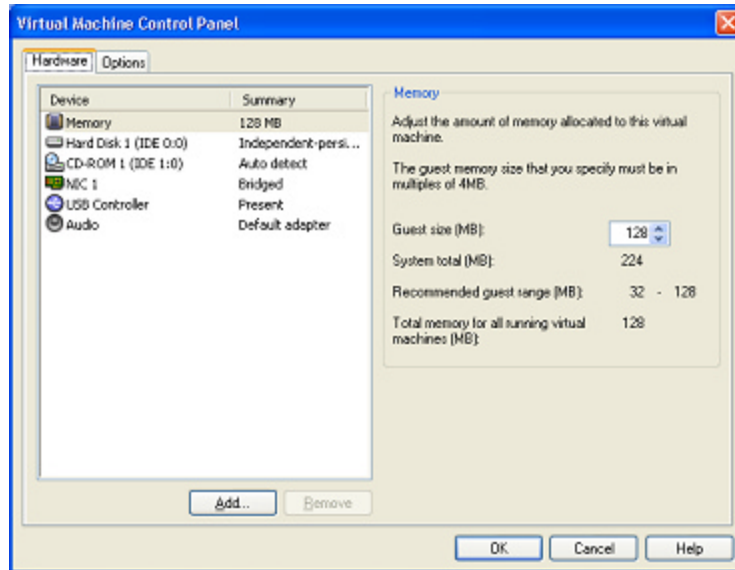 Virtual Machine Control Panel
Hardware Options
Device Summary
Memory 128 MB
Hard Disk 1 (IDE 0:0) Independent-persi...
CD-ROM 1 (IDE 1:0) Auto detect
NIC 1 Bridged
USB Controller Present
Audio Default adapter
Add... Remove
Memory
Adjust the amount of memory allocated to this virtual
machine.
The guest memory size that you specify must be in
multiples of 4MB.
Guest size (MB): 128
System total (MB): 224
Recommended guest range (MB): 32 - 128
Total memory for all running virtual 128
machines (MB):
OK Cancel Help